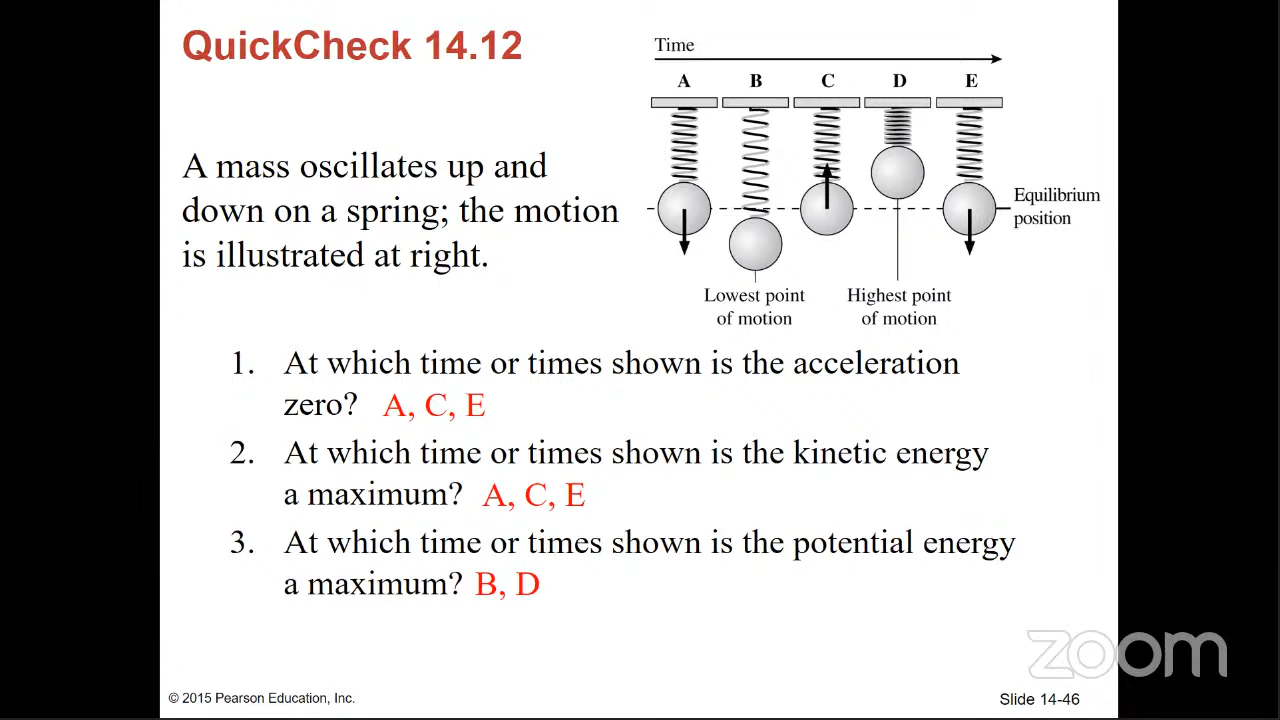 QuickCheck 14.12
Time
A B C D E
A mass oscillates up and
down on a spring; the motion
is illustrated at right.
Equilibrium
position
Lowest point
of motion
Highest point
of motion
1. At which time or times shown is the acceleration
zero? A, C, E
2. At which time or times shown is the kinetic energy
a maximum? A, C, E
3. At which time or times shown is the potential energy
a maximum? B, D
zoom
© 2015 Pearson Education, Inc.
Slide 14-46